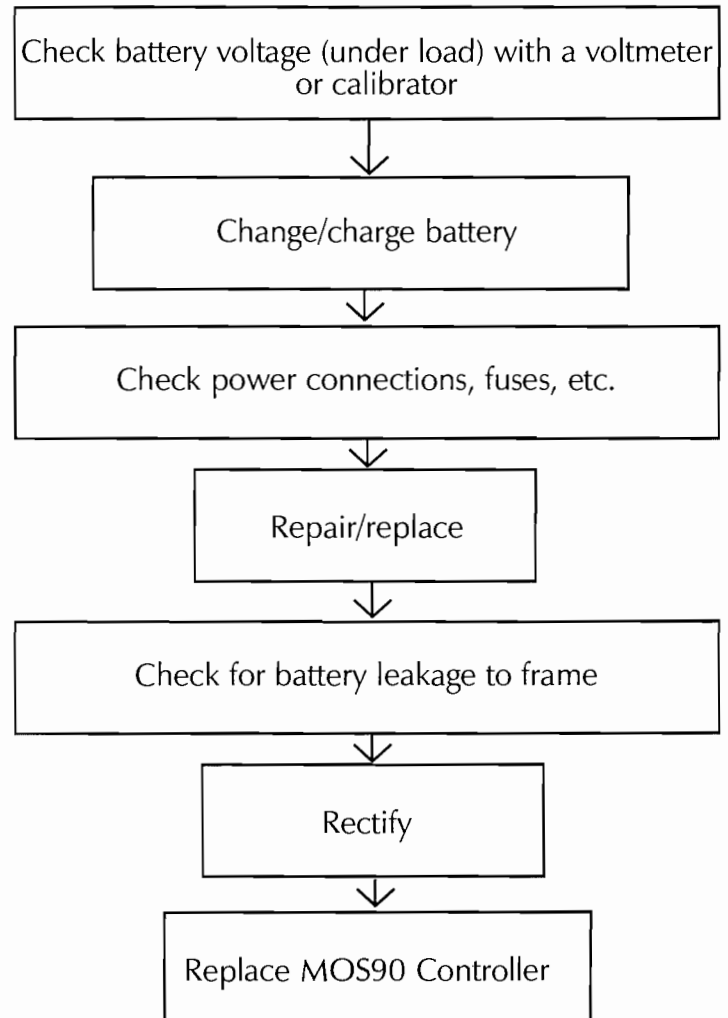 Check battery voltage (under load) with a voltmeter
or calibrator
Change/charge battery
Check power connections, fuses, etc.
Repair/replace
Check for battery leakage to frame
Rectify
Replace MOS90 Controller